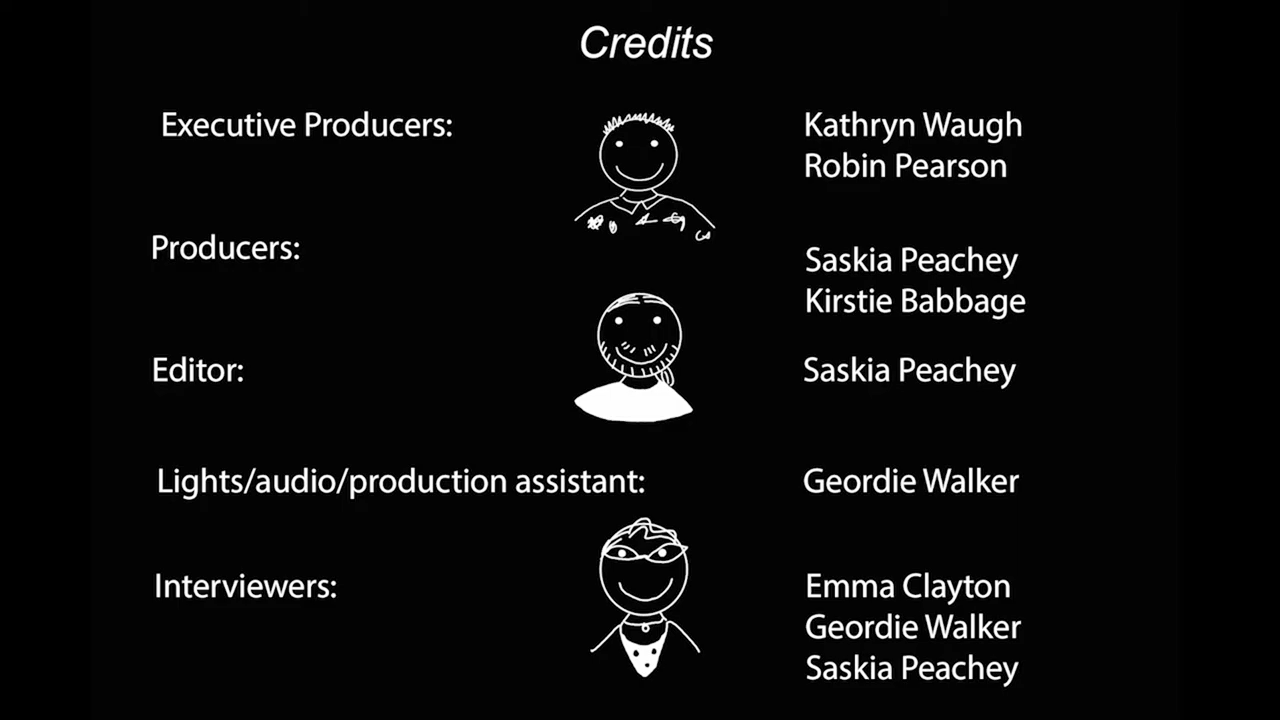 Credits
Executive Producers:
Kathryn Waugh
Robin Pearson
Producers:
Saskia Peachey
Kirstie Babbage
Editor:
Saskia Peachey
Lights/audio/production assistant:
Geordie Walker
Interviewers:
Emma Clayton
Geordie Walker
Saskia Peachey